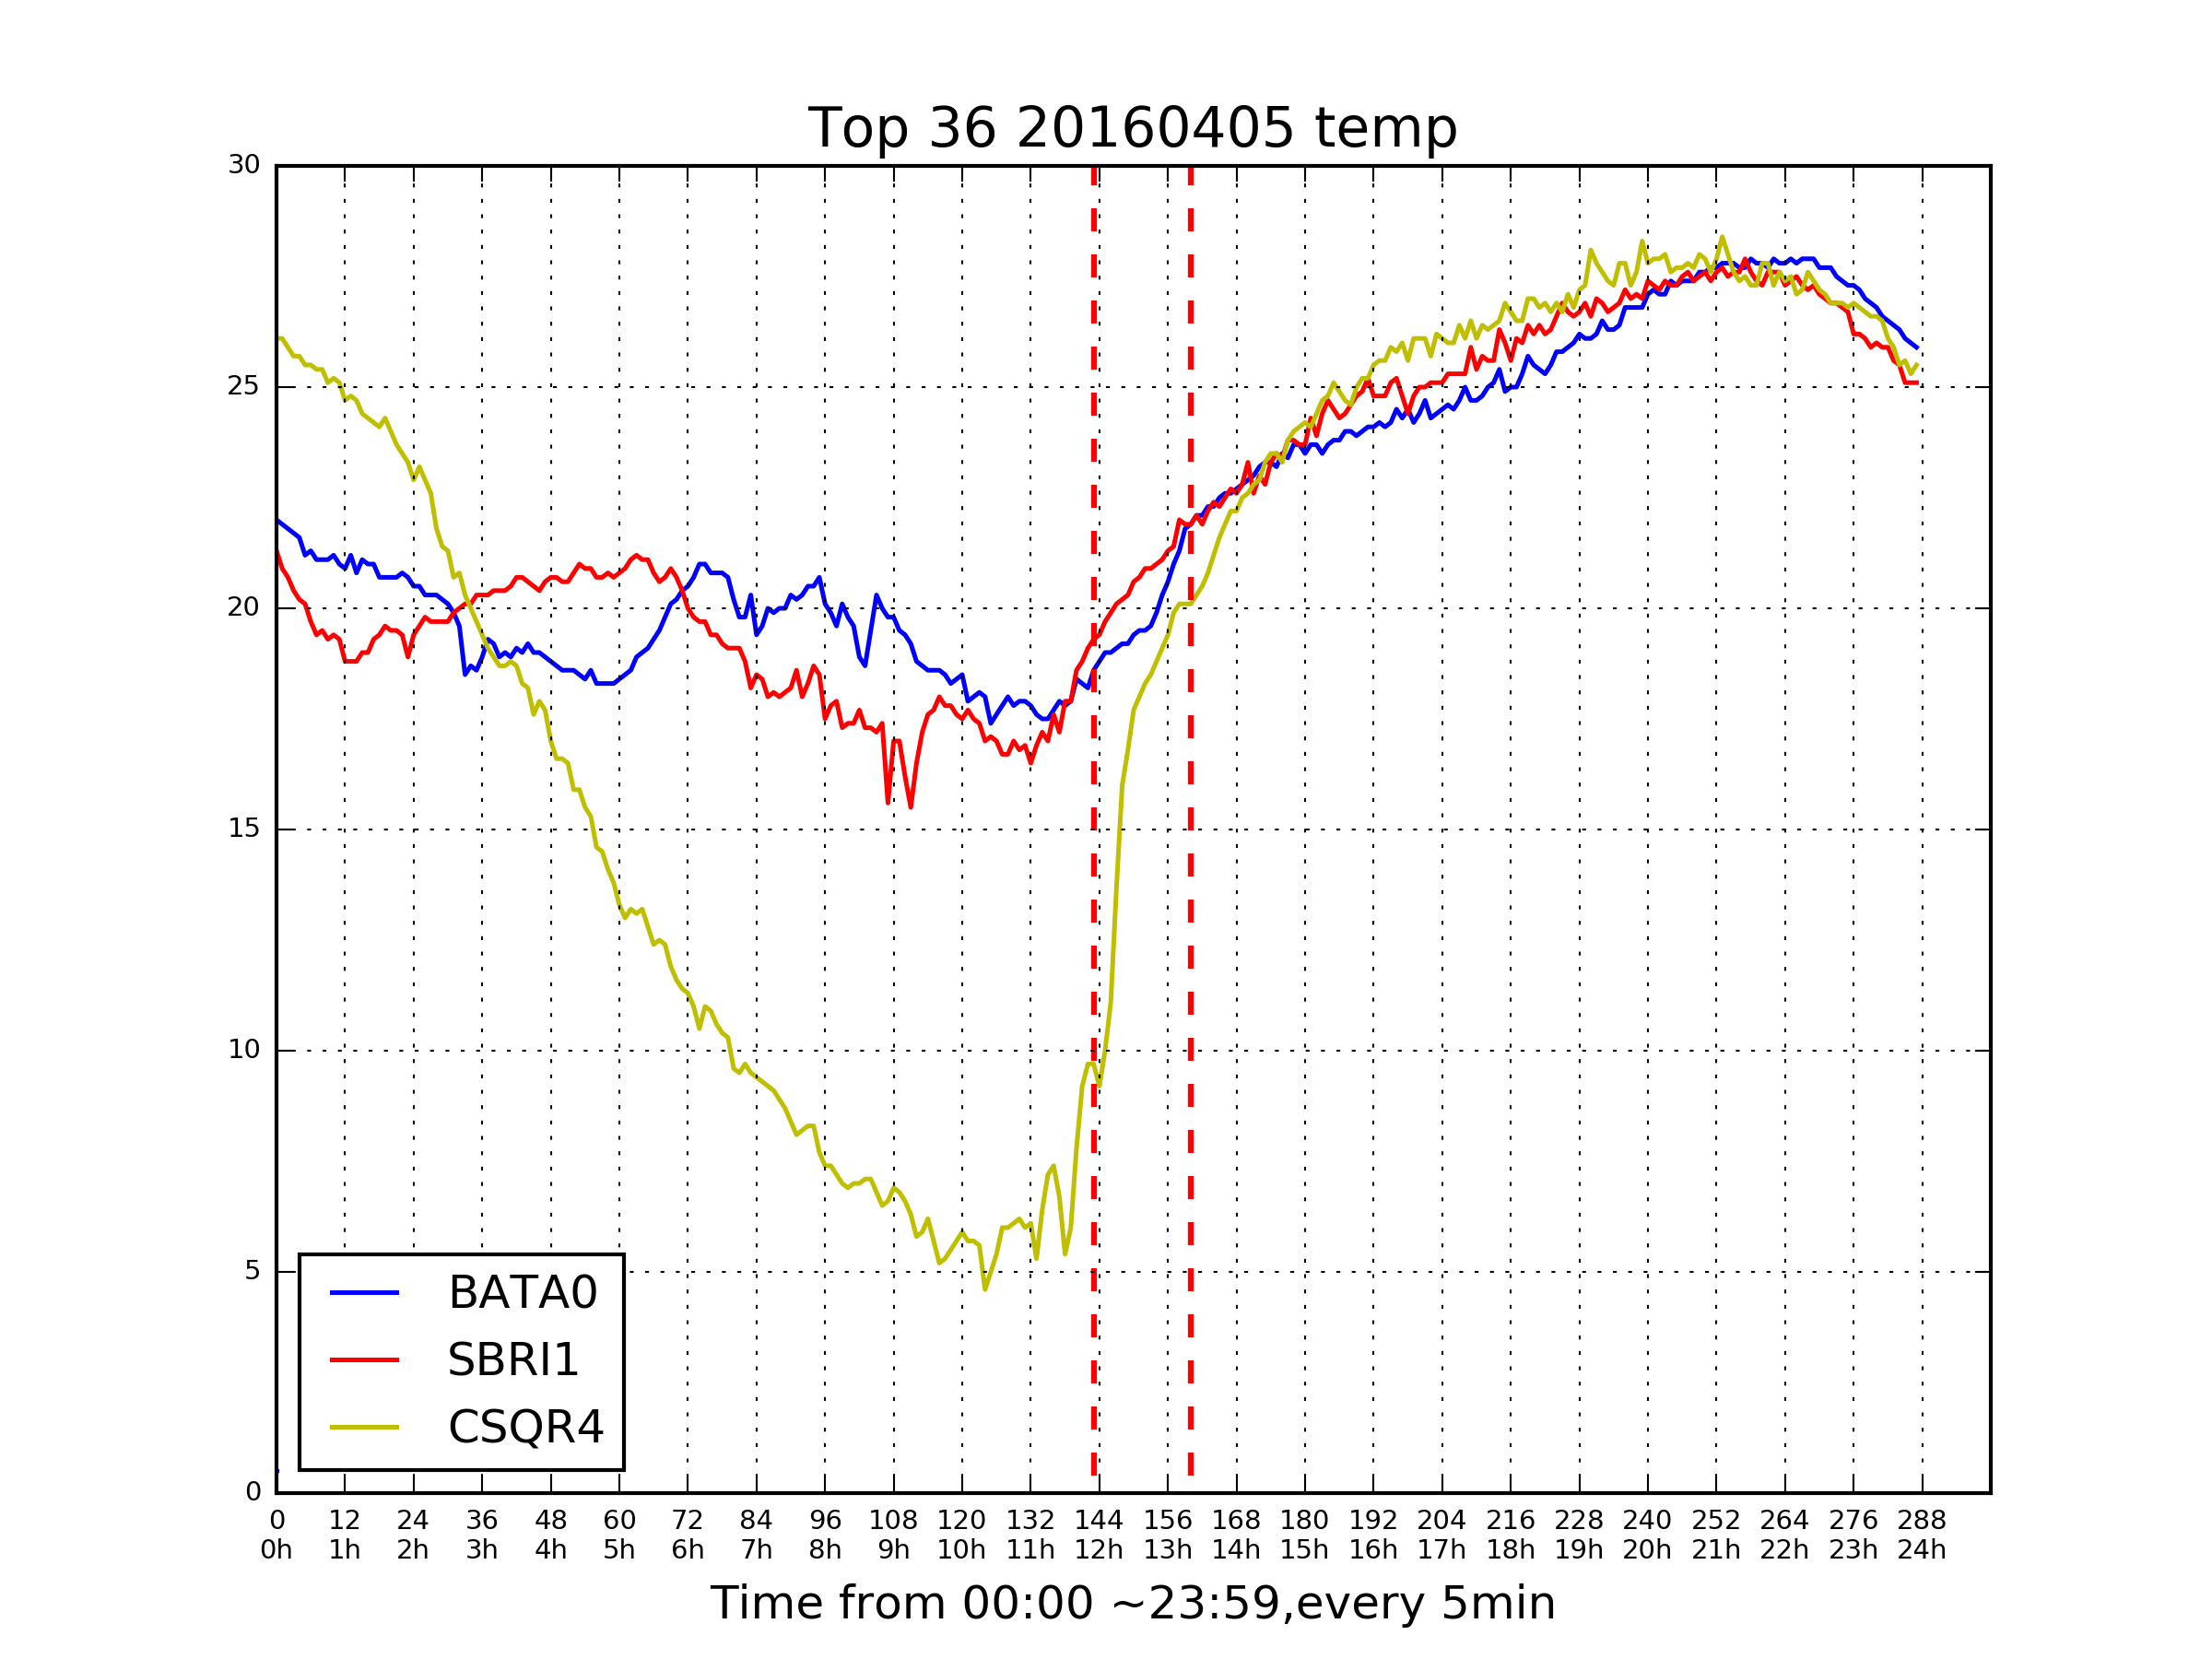 Top 36 20160405 temp
30
25
20
15
10
5
0
BATA0
SBRI1
CSQR4
0 12 24 36 48 60 72 84 96 108 120 132 144 156 168 180 192 204 216 228 240 252 264 276 288
0h 1h 2h 3h 4h 5h 6h 7h 8h 9h 10h 11h 12h 13h 14h 15h 16h 17h 18h 19h 20h 21h 22h 23h 24h
Time from 00:00 ~23:59,every 5min